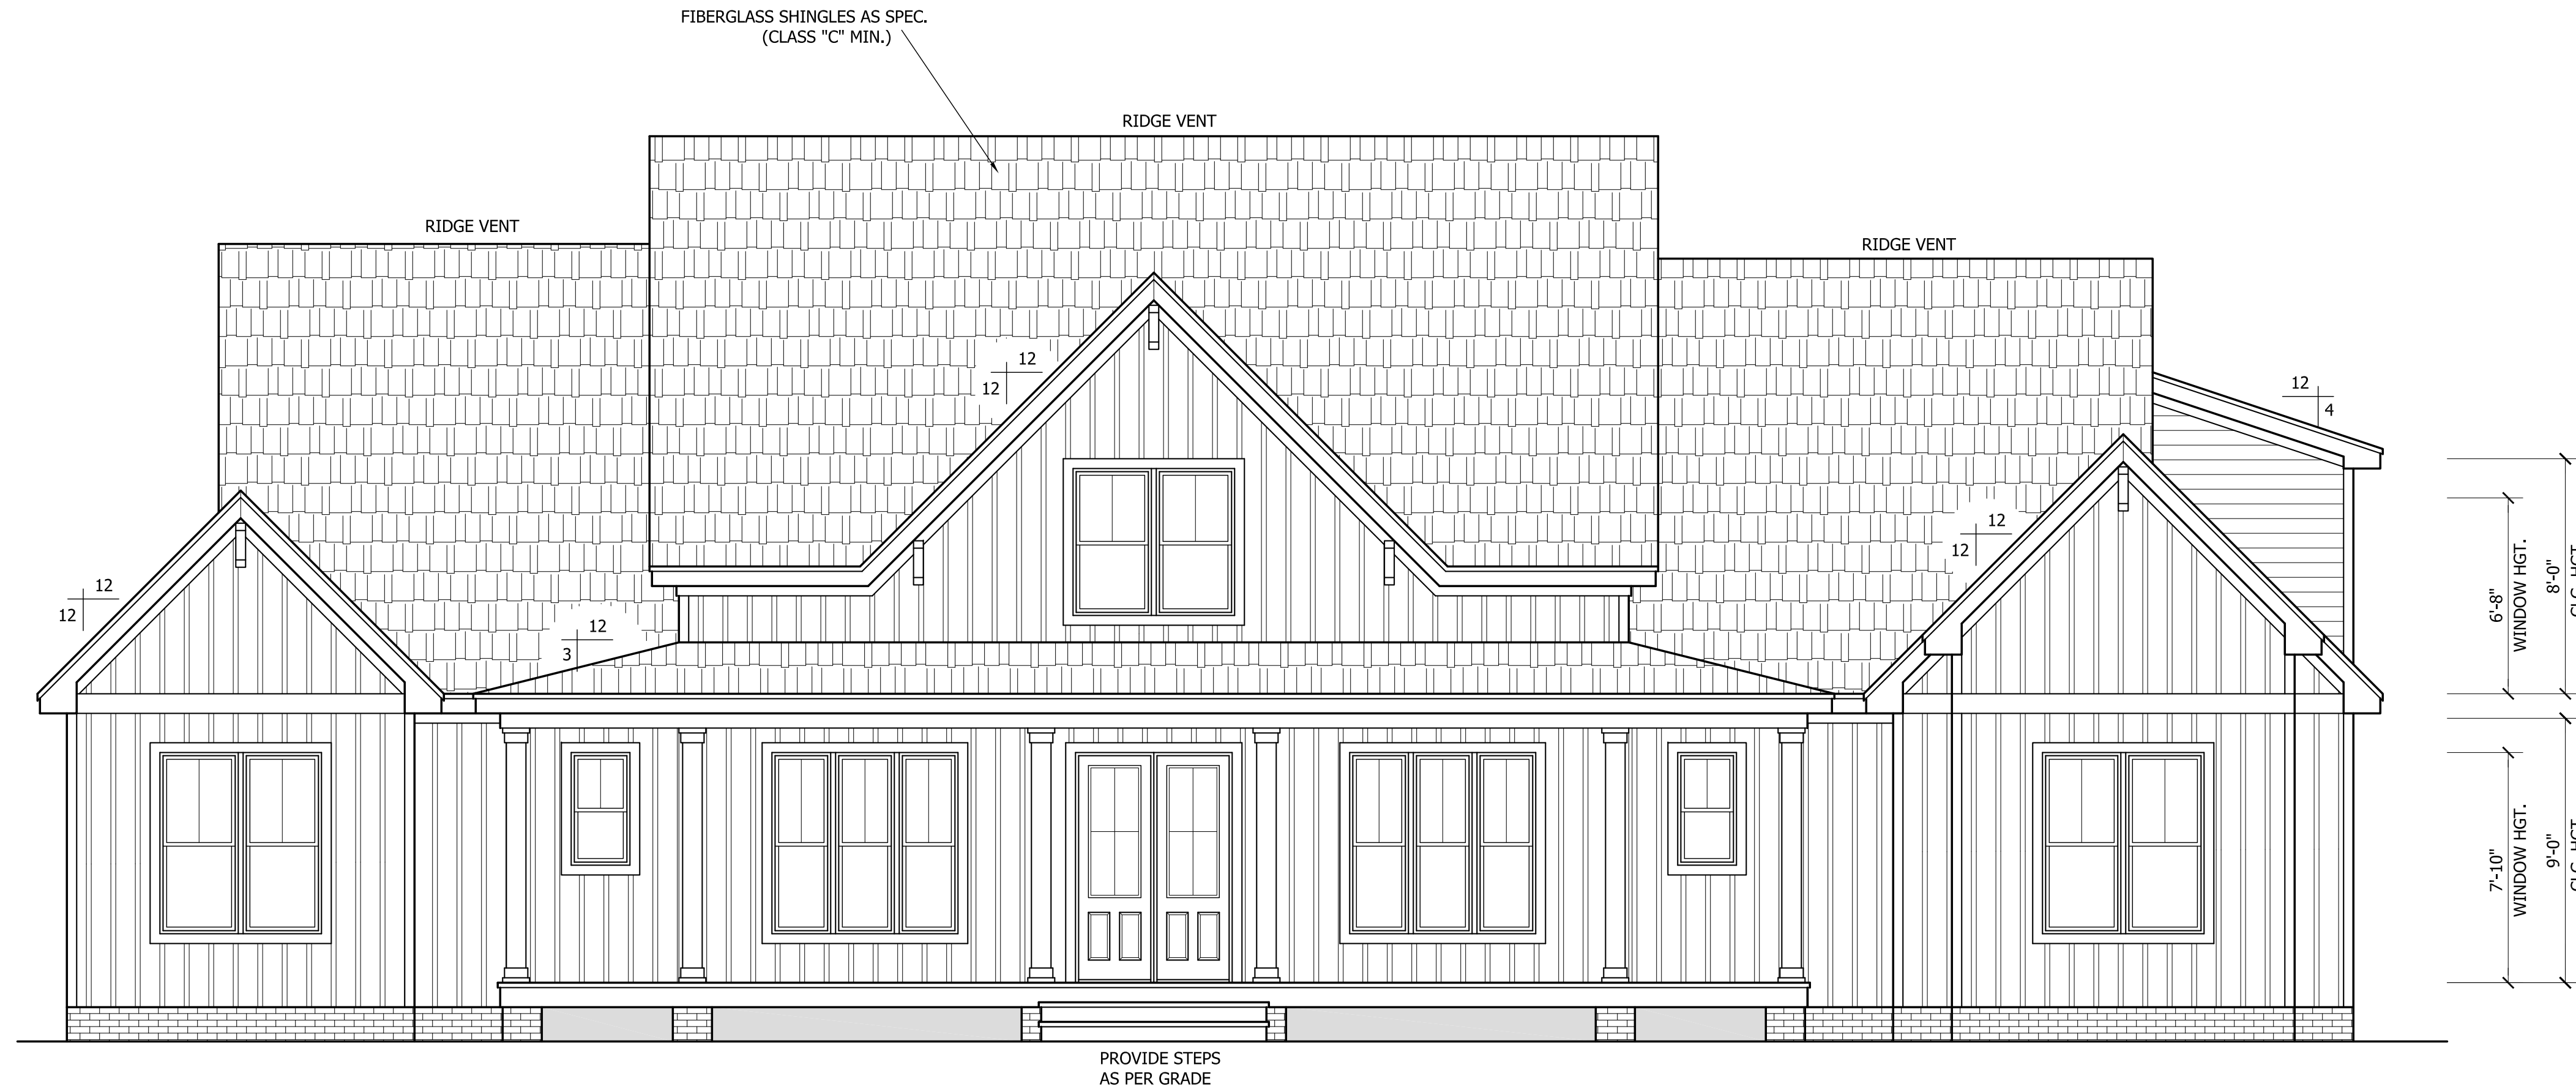 FIBERGLASS SHINGLES AS SPEC.
(CLASS "C" MIN.)
RIDGE VENT
RIDGE VENT
RIDGE VENT
12
12
12
4
12
12
12
12
12
3
6'-8"
WINDOW HGT.
8'-0"
7'-10"
WINDOW HGT.
9'-0"
PROVIDE STEPS
AS PER GRADE